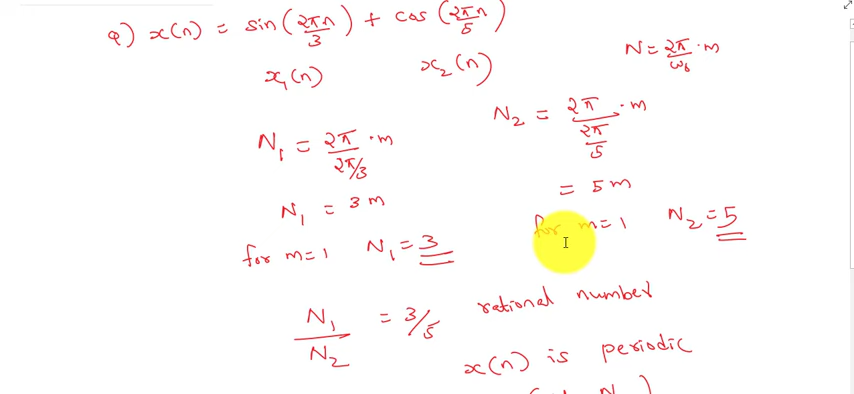 Q) x(n) = sin(2πn/3) + cos(2πn/5)
x₁(n) x₂(n) N = 2π/ω₀ · m
N₁ = 2π/(2π/3) · m N₂ = 2π/(2π/5) · m
N₁ = 3m = 5m
for m=1 N₁ = 3 for m=1 N₂ = 5
N₁/N₂ = 3/5 rational number
x(n) is periodic